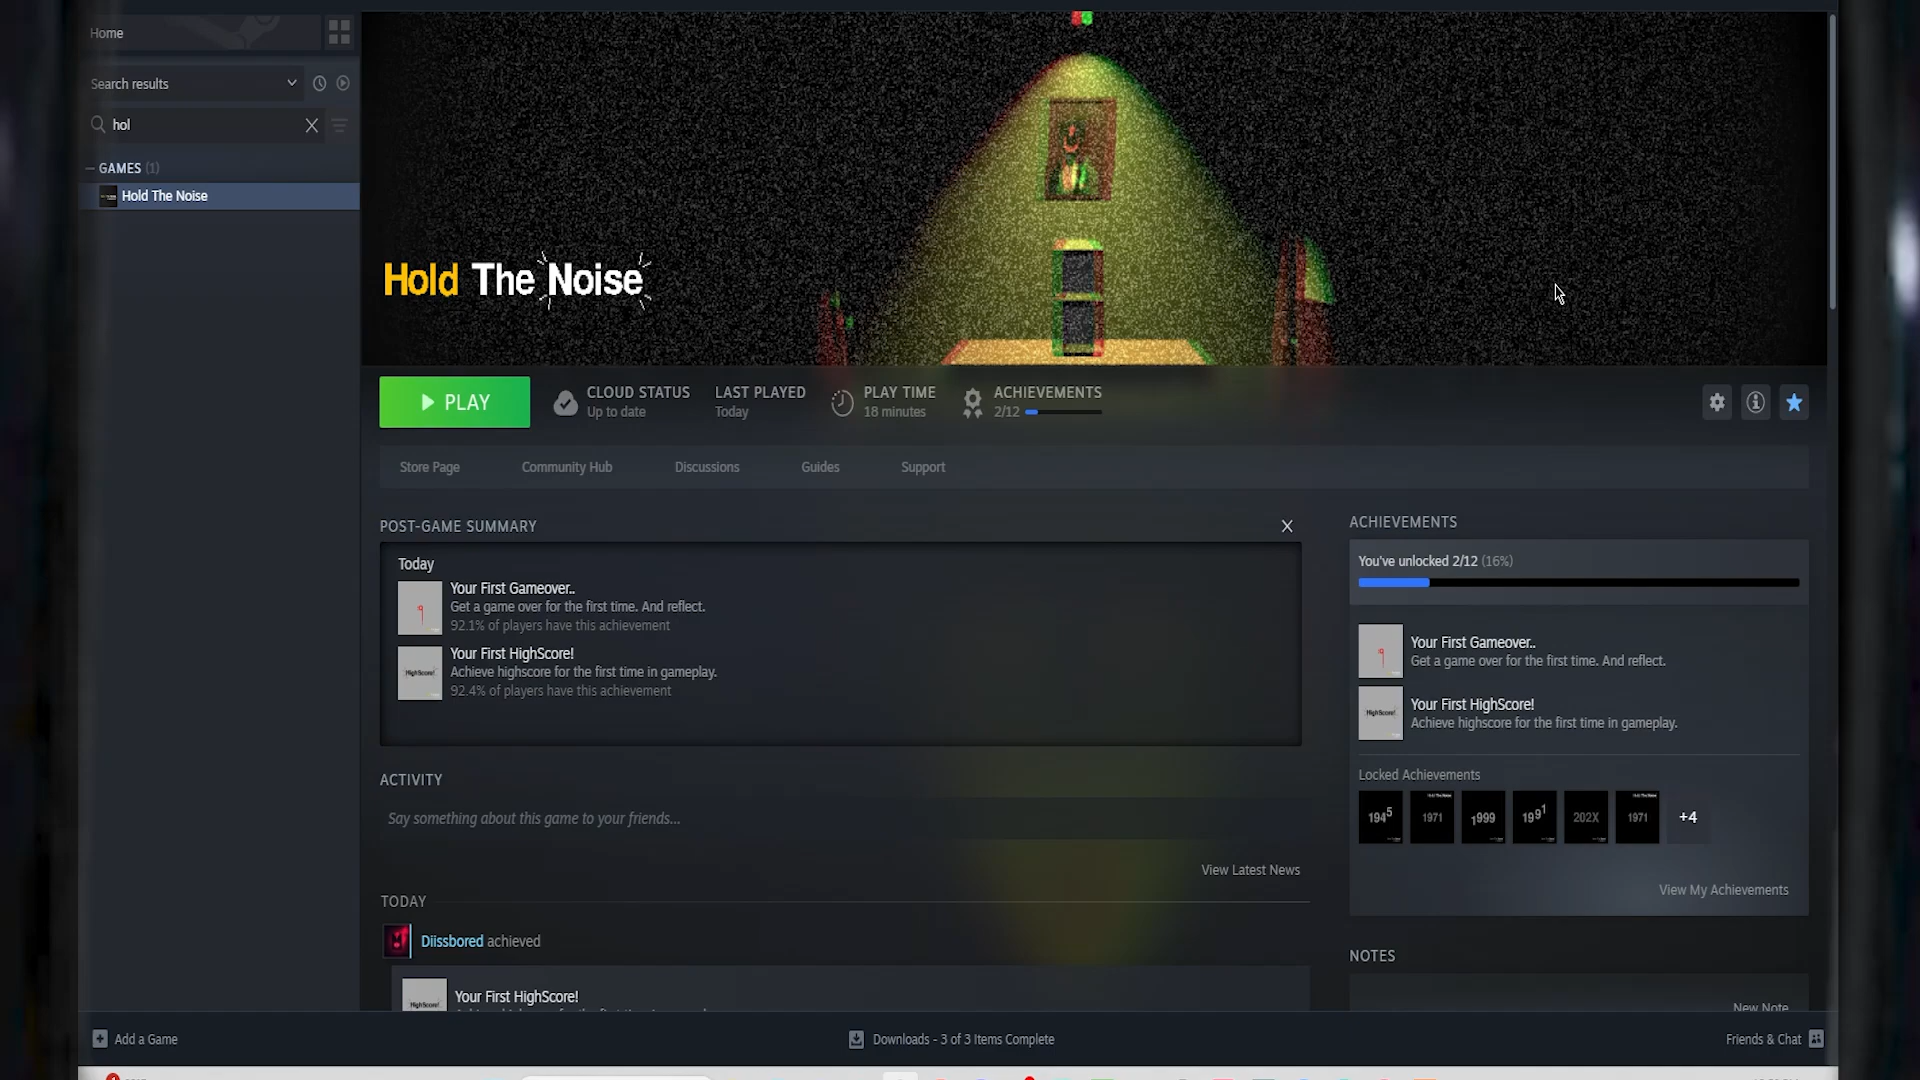 Home
Search results
hol
GAMES (1)
Hold The Noise
Hold The Noise
PLAY
CLOUD STATUS
Up to date
LAST PLAYED
Today
PLAY TIME
18 minutes
ACHIEVEMENTS
2/12
Store Page
Community Hub
Discussions
Guides
Support
POST-GAME SUMMARY
Today
Your First Gameover..
Get a game over for the first time. And reflect.
92.1% of players have this achievement
HighScore!
Your First HighScore!
Achieve highscore for the first time in gameplay.
92.4% of players have this achievement
ACTIVITY
Say something about this game to your friends...
View Latest News
TODAY
Diissbored achieved
HighScore!
Your First HighScore!
ACHIEVEMENTS
You've unlocked 2/12 (16%)
Your First Gameover..
Get a game over for the first time. And reflect.
HighScore!
Your First HighScore!
Achieve highscore for the first time in gameplay.
Locked Achievements
1945
1971
1999
1991
202X
1971
+4
View My Achievements
NOTES
New Note
Add a Game
Downloads - 3 of 3 Items Complete
Friends & Chat